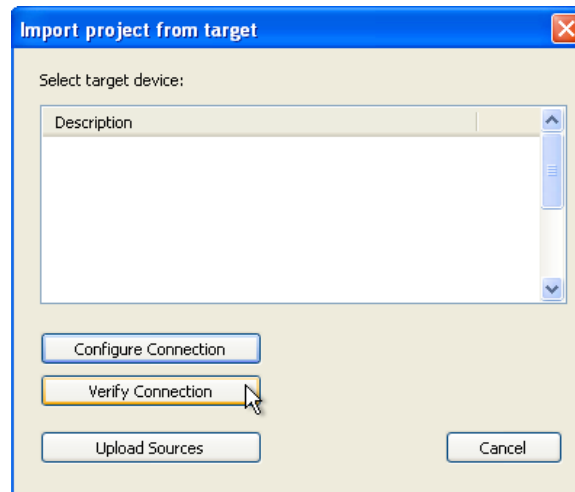 Import project from target
Select target device:
Description
Configure Connection
Verify Connection
Upload Sources
Cancel